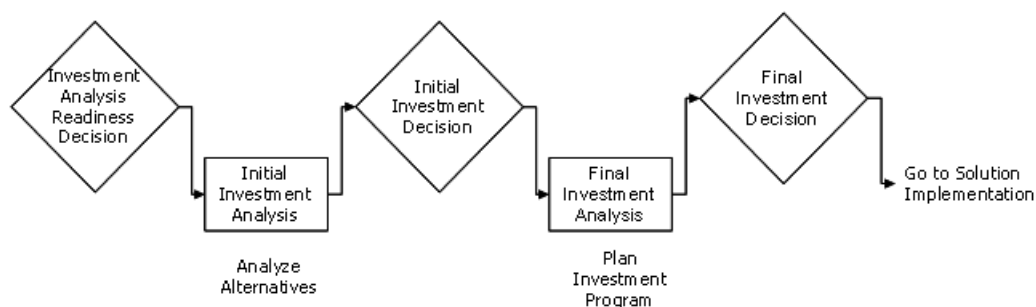 Investment
Analysis
Readiness
Decision
Initial
Investment
Analysis
Analyze
Alternatives
Initial
Investment
Decision
Final
Investment
Analysis
Plan
Investment
Program
Final
Investment
Decision
Go to Solution
Implementation